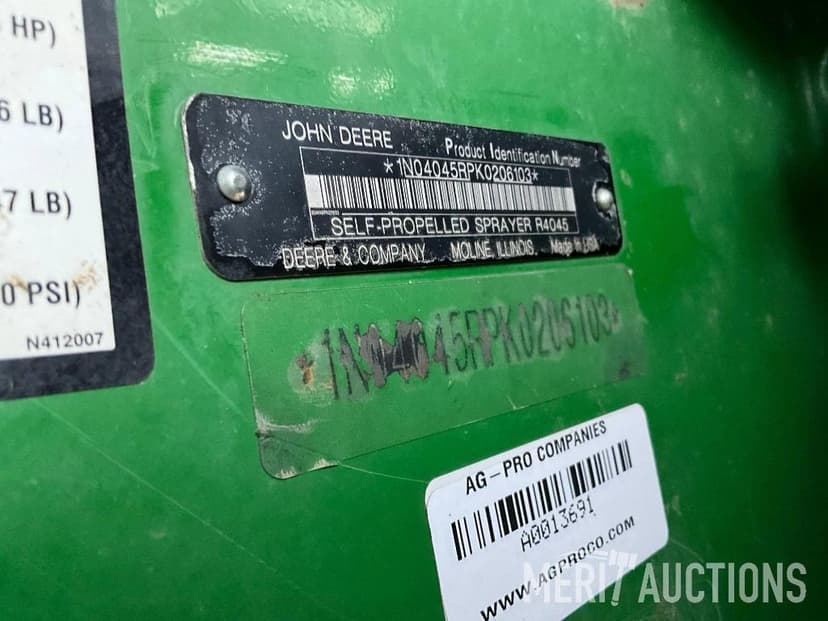 HP)
6 LB)
7 LB)
0 PSI)
N412007
JOHN DEERE Product Identification Number
*1N04045RPK0206103*
SELF-PROPELLED SPRAYER R4045
DEERE & COMPANY MOLINE, ILLINOIS. Made in USA
*1N04045RPK0206103*
AG-PRO COMPANIES
A0013691
www.AGPROCO.COM
MERIT AUCTIONS